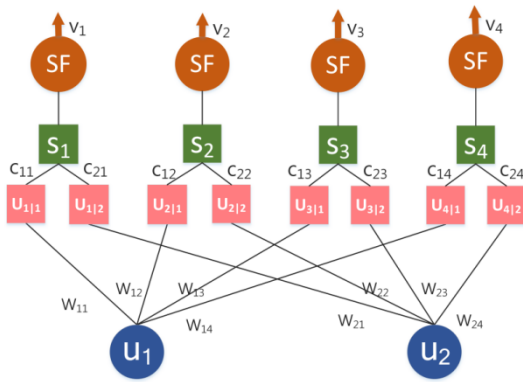 v₁ v₂ v₃ v₄
SF SF SF SF
s₁ s₂ s₃ s₄
c₁₁ c₂₁ c₁₂ c₂₂ c₁₃ c₂₃ c₁₄ c₂₄
u₁|₁ u₁|₂ u₂|₁ u₂|₂ u₃|₁ u₃|₂ u₄|₁ u₄|₂
w₁₁ w₁₂ w₁₃ w₁₄ w₂₁ w₂₂ w₂₃ w₂₄
u₁ u₂